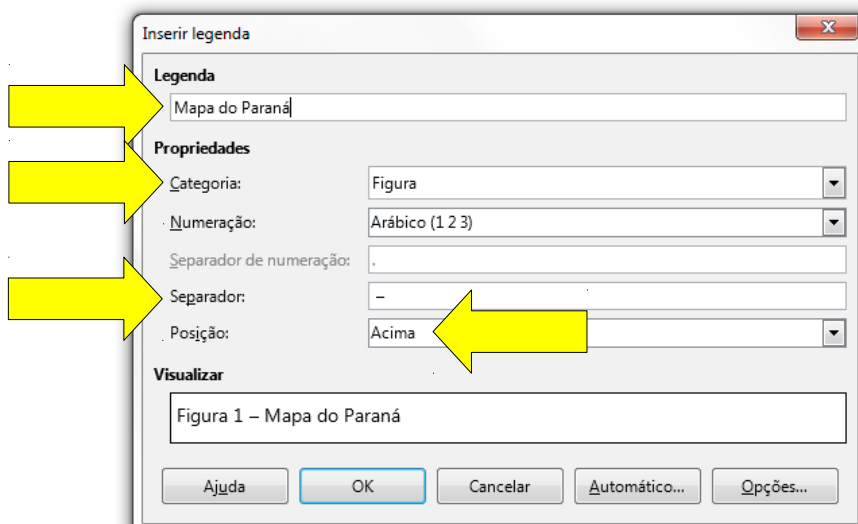 Inserir legenda
Legenda
Mapa do Paraná
Propriedades
Categoria: Figura
Numeração: Arábico (1 2 3)
Separador de numeração: .
Separador: –
Posição: Acima
Visualizar
Figura 1 – Mapa do Paraná
Ajuda OK Cancelar Automático... Opções...